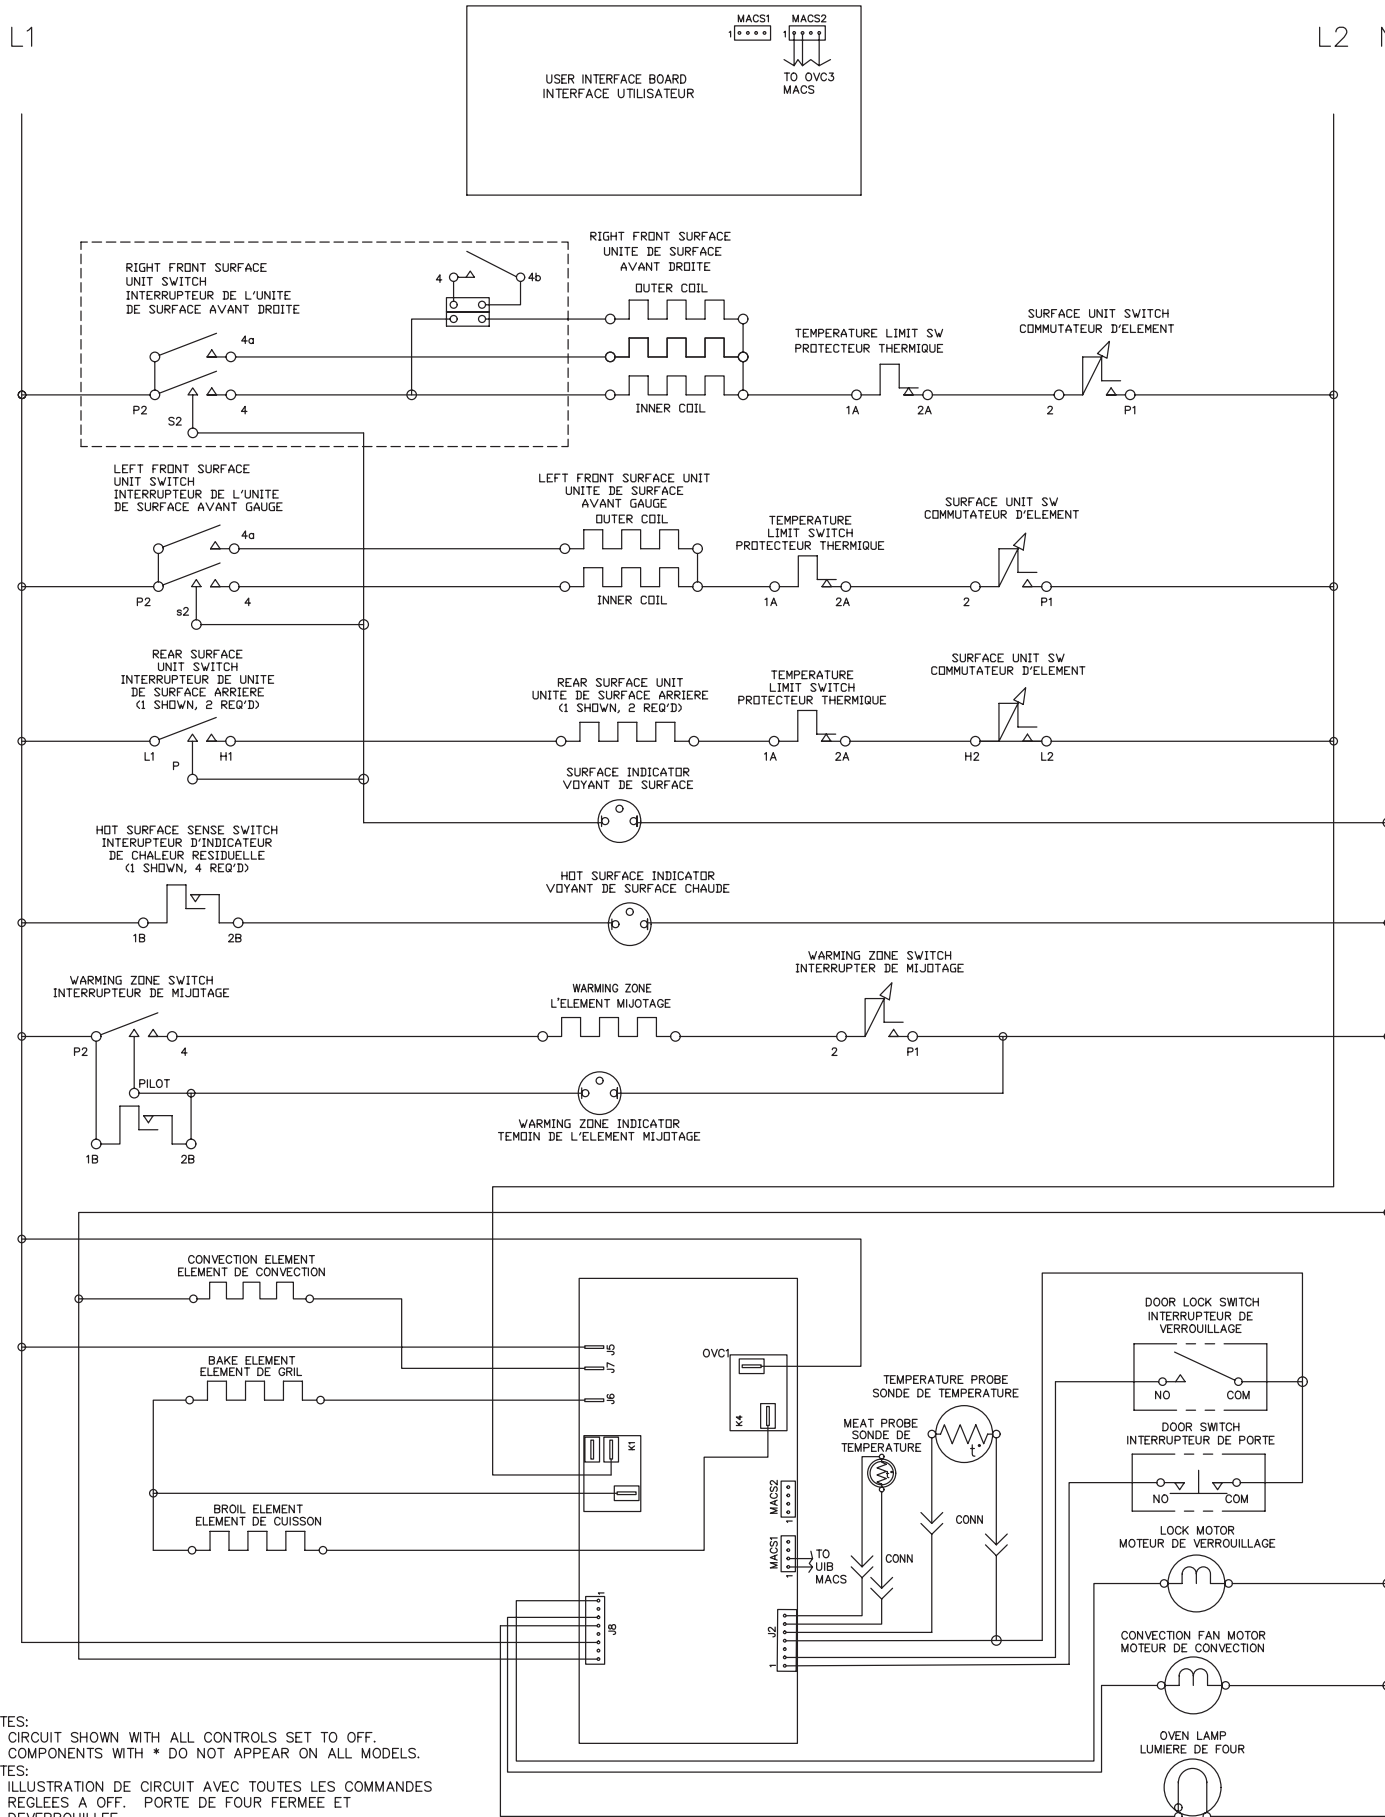 L1
L2
MACS1
MACS2
1
1
TO OVC3
MACS
USER INTERFACE BOARD
INTERFACE UTILISATEUR
RIGHT FRONT SURFACE
UNIT SWITCH
INTERRUPTEUR DE L'UNITE
DE SURFACE AVANT DROITE
4
4b
4a
P2
4
S2
RIGHT FRONT SURFACE
UNITE DE SURFACE
AVANT DROITE
OUTER COIL
INNER COIL
TEMPERATURE LIMIT SW
PROTECTEUR THERMIQUE
1A
2A
SURFACE UNIT SWITCH
COMMUTATEUR D'ELEMENT
2
P1
LEFT FRONT SURFACE
UNIT SWITCH
INTERRUPTEUR DE L'UNITE
DE SURFACE AVANT GAUGE
4a
P2
4
s2
LEFT FRONT SURFACE UNIT
UNITE DE SURFACE
AVANT GAUGE
OUTER COIL
INNER COIL
TEMPERATURE
LIMIT SWITCH
PROTECTEUR THERMIQUE
1A
2A
SURFACE UNIT SW
COMMUTATEUR D'ELEMENT
2
P1
REAR SURFACE
UNIT SWITCH
INTERRUPTEUR DE UNITE
DE SURFACE ARRIERE
(1 SHOWN, 2 REQ'D)
L1
H1
P
REAR SURFACE UNIT
UNITE DE SURFACE ARRIERE
(1 SHOWN, 2 REQ'D)
TEMPERATURE
LIMIT SWITCH
PROTECTEUR THERMIQUE
1A
2A
SURFACE UNIT SW
COMMUTATEUR D'ELEMENT
H2
L2
SURFACE INDICATOR
VOYANT DE SURFACE
HOT SURFACE SENSE SWITCH
INTERUPTEUR D'INDICATEUR
DE CHALEUR RESIDUELLE
(1 SHOWN, 4 REQ'D)
1B
2B
HOT SURFACE INDICATOR
VOYANT DE SURFACE CHAUDE
WARMING ZONE SWITCH
INTERRUPTEUR DE MIJOTAGE
P2
4
PILOT
1B
2B
WARMING ZONE
L'ELEMENT MIJOTAGE
WARMING ZONE SWITCH
INTERRUPTER DE MIJOTAGE
2
P1
WARMING ZONE INDICATOR
TEMOIN DE L'ELEMENT MIJOTAGE
CONVECTION ELEMENT
ELEMENT DE CONVECTION
BAKE ELEMENT
ELEMENT DE GRIL
BROIL ELEMENT
ELEMENT DE CUISSON
J5
J7
J6
K1
OVC1
K4
MACS2
1
MACS1
1
TO
UIB
MACS
J8
1
J2
1
MEAT PROBE
SONDE DE
TEMPERATURE
t°
CONN
TEMPERATURE PROBE
SONDE DE TEMPERATURE
t°
CONN
DOOR LOCK SWITCH
INTERRUPTEUR DE
VERROUILLAGE
NO
COM
DOOR SWITCH
INTERRUPTEUR DE PORTE
NO
COM
LOCK MOTOR
MOTEUR DE VERROUILLAGE
CONVECTION FAN MOTOR
MOTEUR DE CONVECTION
OVEN LAMP
LUMIERE DE FOUR
TES:
CIRCUIT SHOWN WITH ALL CONTROLS SET TO OFF.
COMPONENTS WITH * DO NOT APPEAR ON ALL MODELS.
TES:
ILLUSTRATION DE CIRCUIT AVEC TOUTES LES COMMANDES
REGLEES A OFF. PORTE DE FOUR FERMEE ET